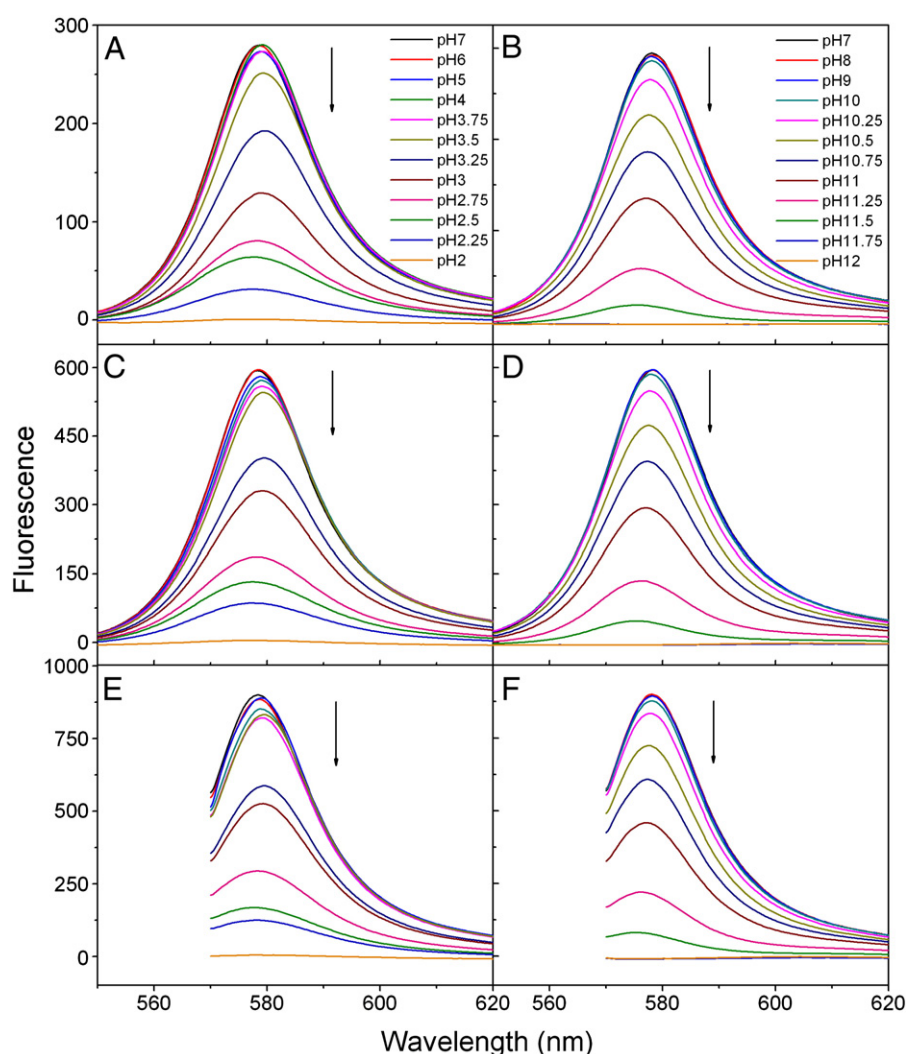 A
300
200
100
0
pH7
pH6
pH5
pH4
pH3.75
pH3.5
pH3.25
pH3
pH2.75
pH2.5
pH2.25
pH2
B
pH7
pH8
pH9
pH10
pH10.25
pH10.5
pH10.75
pH11
pH11.25
pH11.5
pH11.75
pH12
C
600
450
300
150
0
D
Fluorescence
E
1000
750
500
250
0
F
560 580 600 620 560 580 600 620
Wavelength (nm)